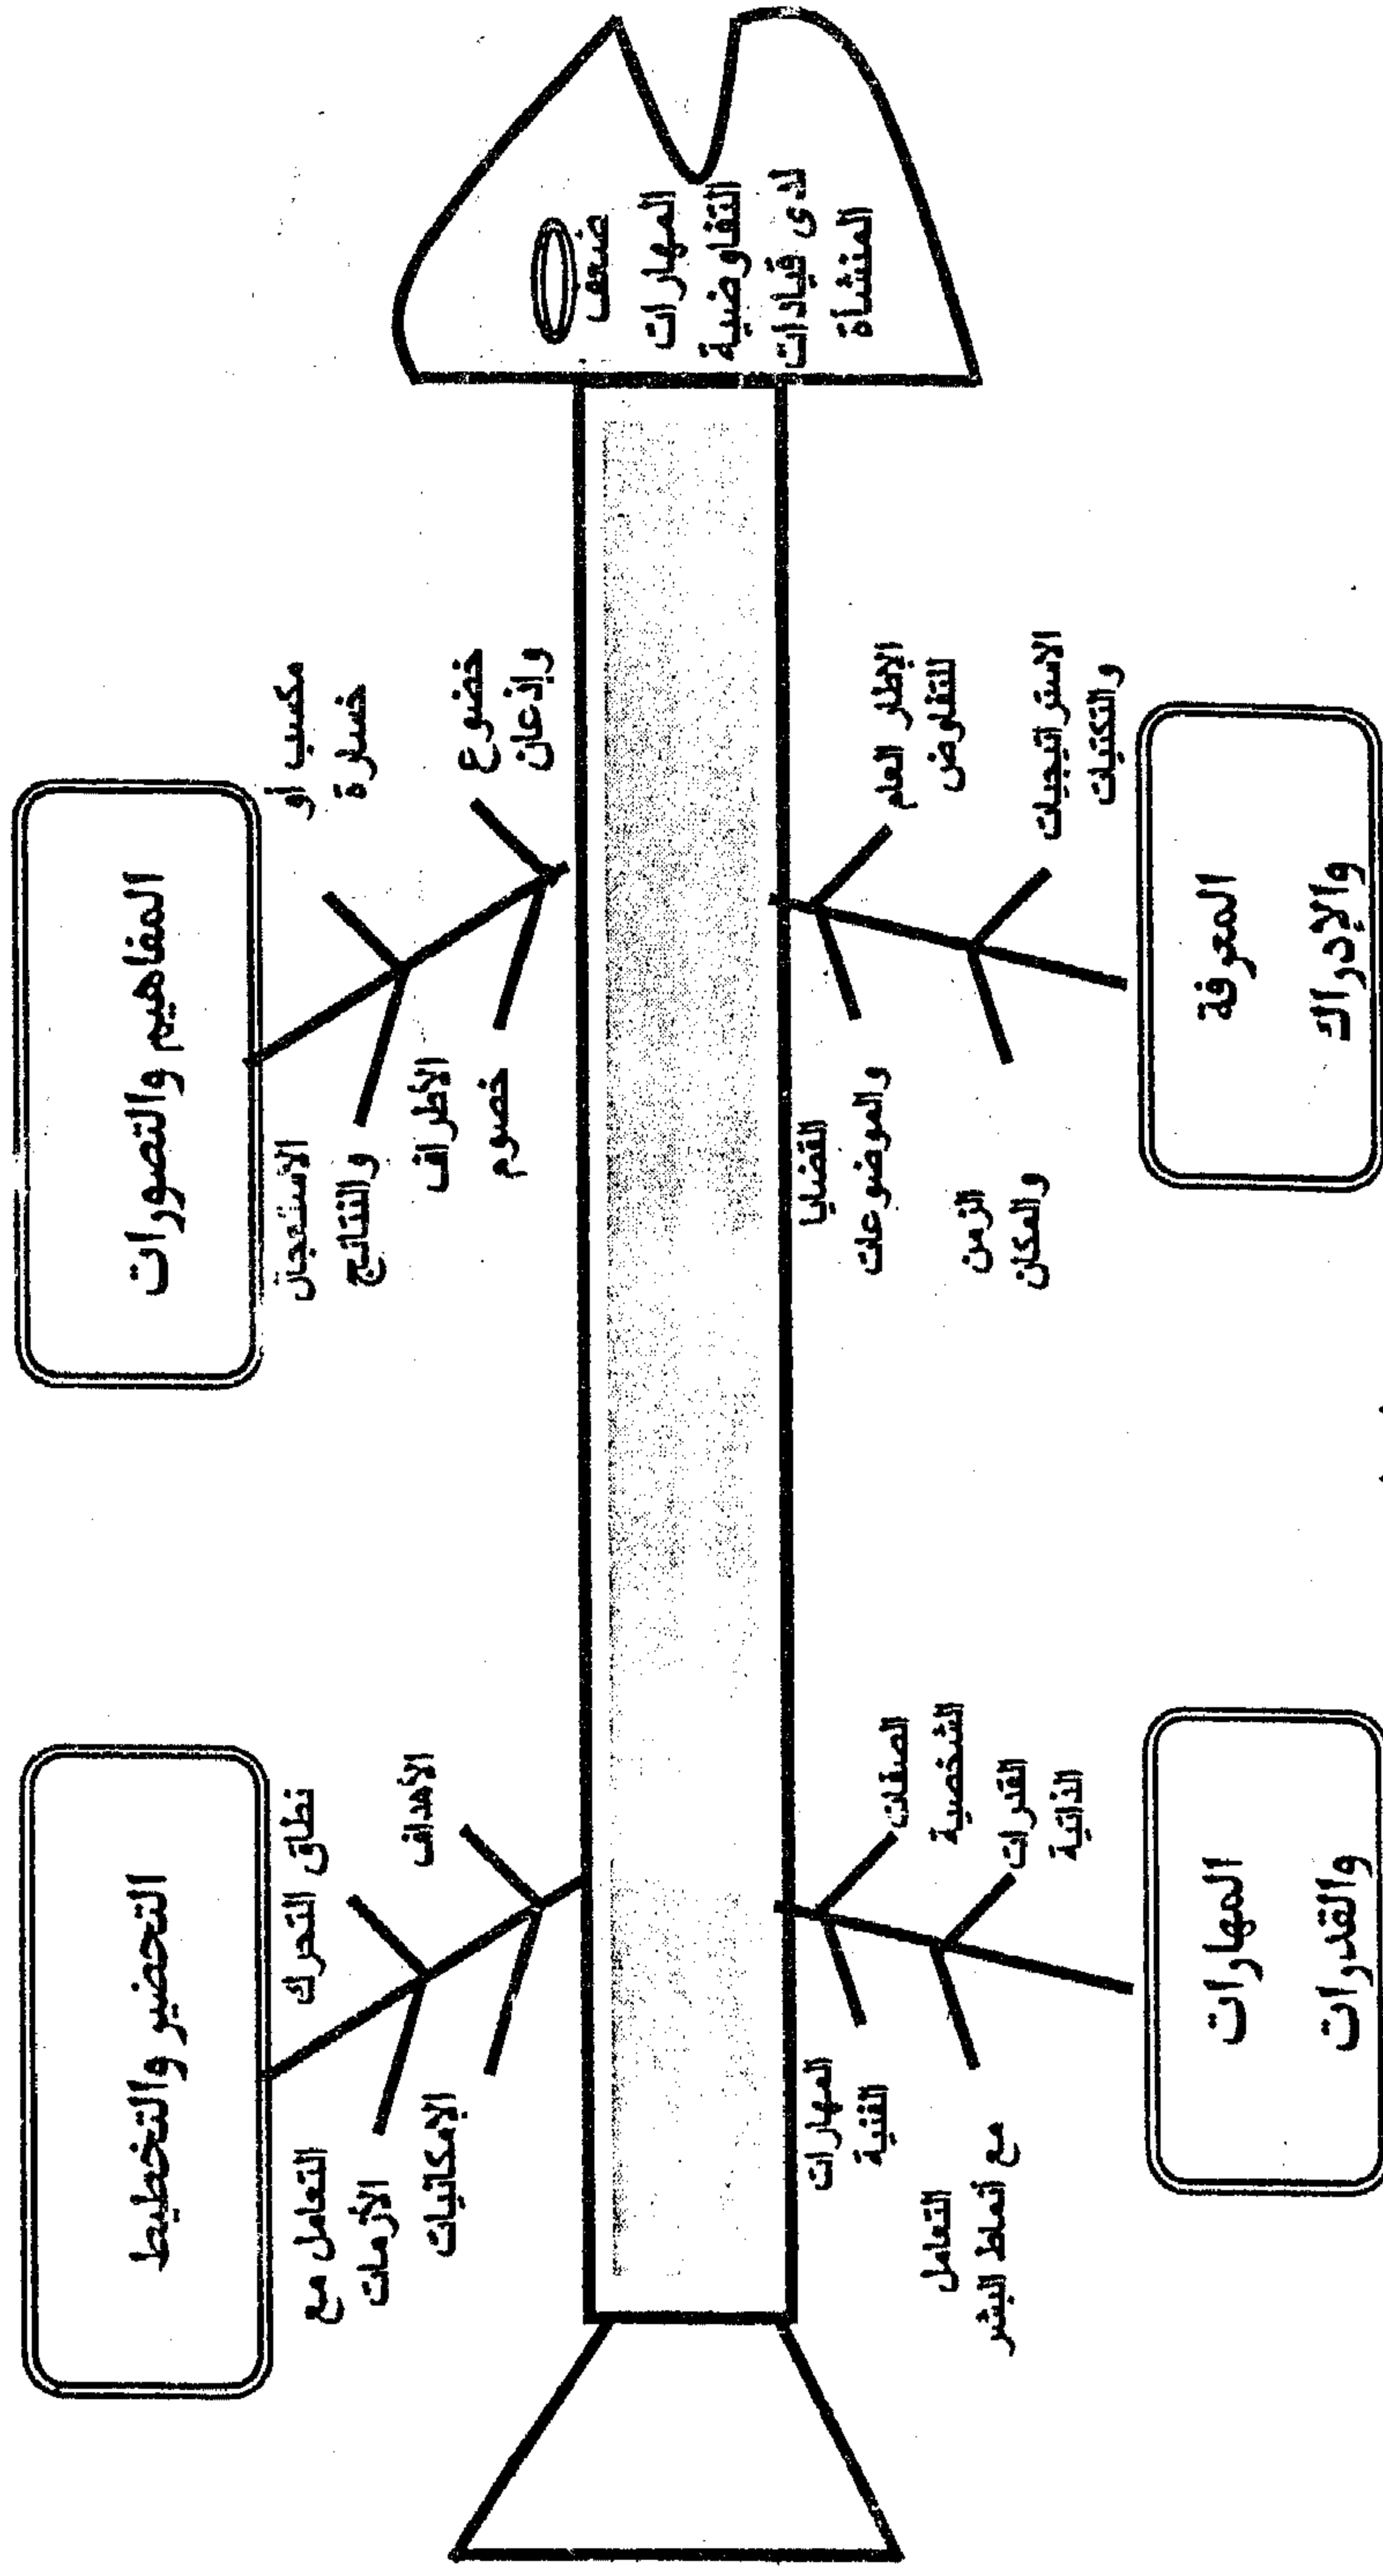 ضعف
المهارات
التفاوضية
لدى قيادات
المنشأة
المفاهيم والتصورات
مكسب أو
خسارة
خضوع
وإذعان
الاستعجال
والنتائج
الأطراف
خصوم
التحضير والتخطيط
نطاق التحرك
الأهداف
التعامل مع
الأزمات
الإمكانيات
الإطار العام
للتفاوض
الاستراتيجيات
والتكتيات
القضايا
والموضوعات
الزمن
والمكان
المعرفة
والإدراك
الصفات
الشخصية
القدرات
الذاتية
المهارات
الفنية
التعامل
مع أنماط البشر
المهارات
والقدرات